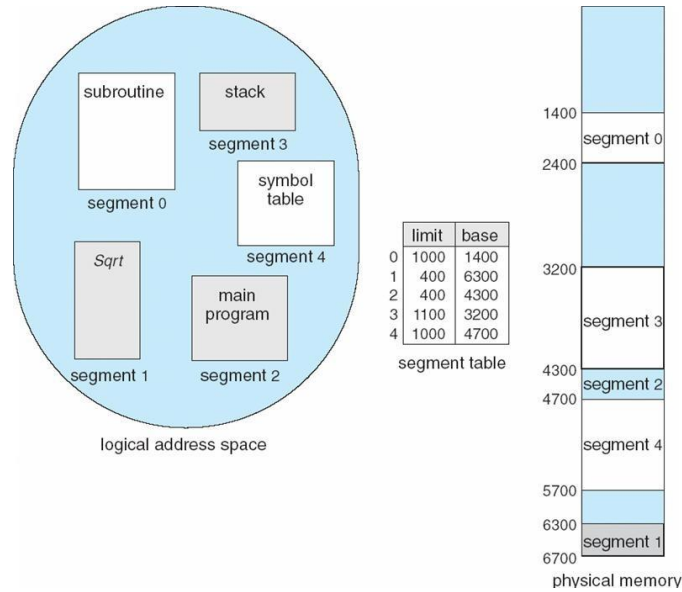 subroutine
segment 0
stack
segment 3
symbol
table
segment 4
Sqrt
segment 1
main
program
segment 2
logical address space
limit base
0 1000 1400
1 400 6300
2 400 4300
3 1100 3200
4 1000 4700
segment table
1400
segment 0
2400
3200
segment 3
4300
segment 2
4700
segment 4
5700
6300
segment 1
6700
physical memory